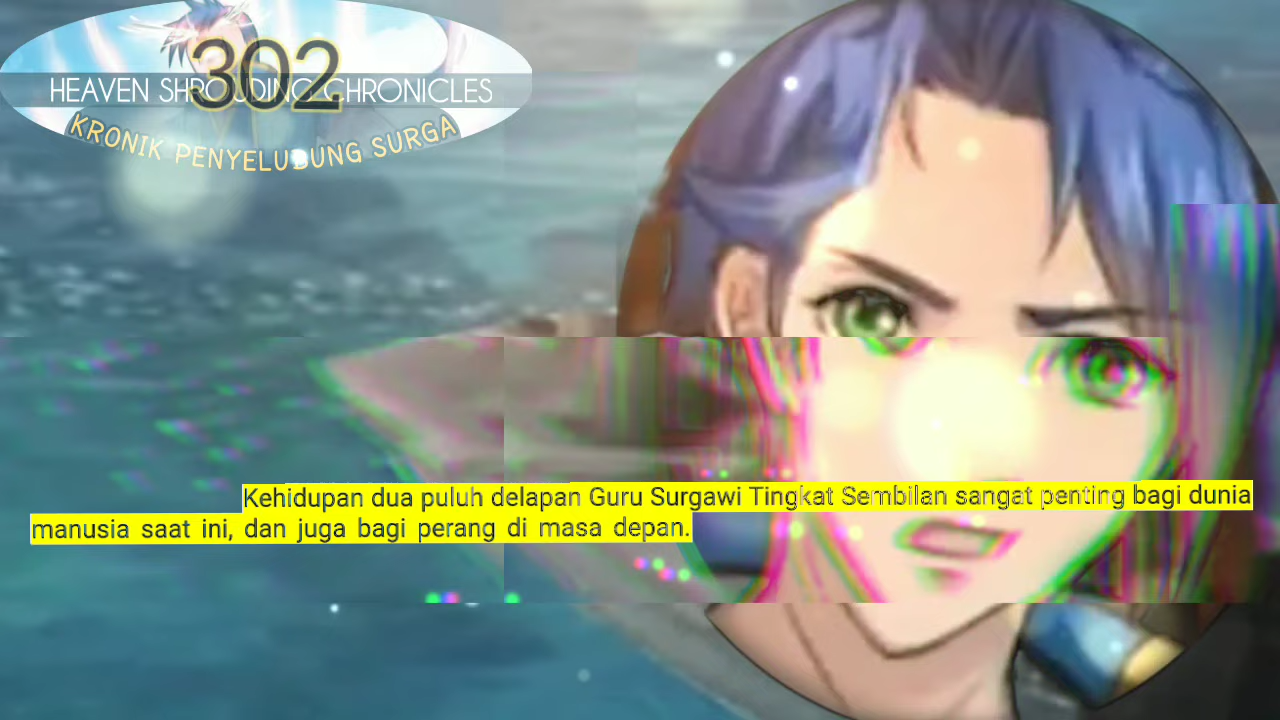 302
HEAVEN SHROUDING CHRONICLES
KRONIK PENYELUBUNG SURGA
Kehidupan dua puluh delapan Guru Surgawi Tingkat Sembilan sangat penting bagi dunia
manusia saat ini, dan juga bagi perang di masa depan.